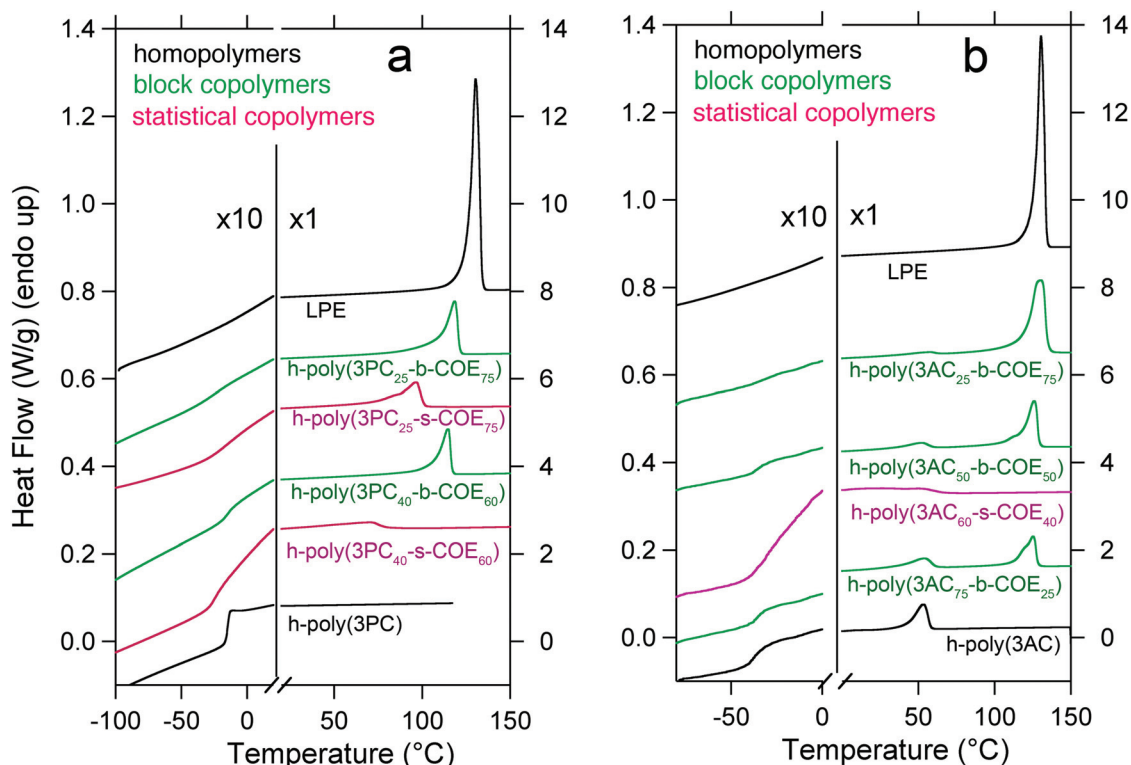 a
homopolymers
block copolymers
statistical copolymers
x10
x1
LPE
h-poly(3PC₂₅-b-COE₇₅)
h-poly(3PC₂₅-s-COE₇₅)
h-poly(3PC₄₀-b-COE₆₀)
h-poly(3PC₄₀-s-COE₆₀)
h-poly(3PC)
Heat Flow (W/g) (endo up)
1.4
1.2
1.0
0.8
0.6
0.4
0.2
0.0
14
12
10
8
6
4
2
0
-100
-50
0
50
100
150
Temperature (°C)
b
homopolymers
block copolymers
statistical copolymers
x10
x1
LPE
h-poly(3AC₂₅-b-COE₇₅)
h-poly(3AC₅₀-b-COE₅₀)
h-poly(3AC₆₀-s-COE₄₀)
h-poly(3AC₇₅-b-COE₂₅)
h-poly(3AC)
1.4
1.2
1.0
0.8
0.6
0.4
0.2
0.0
14
12
10
8
6
4
2
0
-50
0
50
100
150
Temperature (°C)